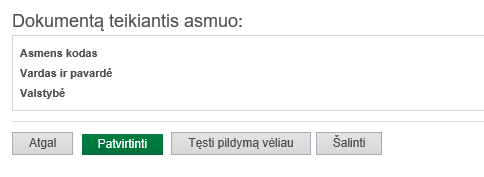 Dokumentą teikiantis asmuo:
Asmens kodas
Vardas ir pavardė
Valstybė
Atgal Patvirtinti Tęsti pildymą vėliau Šalinti